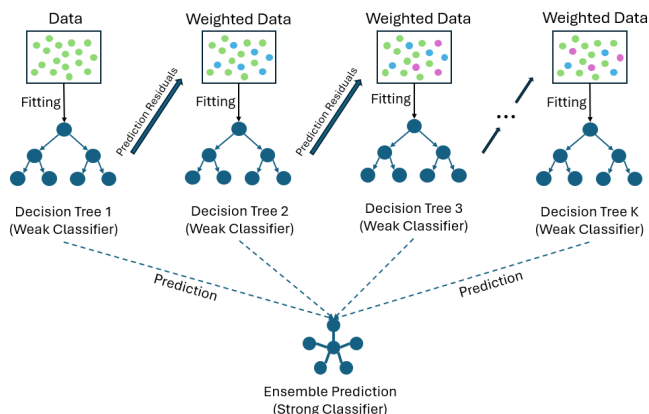 Data
Weighted Data
Weighted Data
Weighted Data
Fitting
Prediction Residuals
Fitting
Prediction Residuals
Fitting
...
Fitting
Decision Tree 1
(Weak Classifier)
Decision Tree 2
(Weak Classifier)
Decision Tree 3
(Weak Classifier)
Decision Tree K
(Weak Classifier)
Prediction
Prediction
Ensemble Prediction
(Strong Classifier)